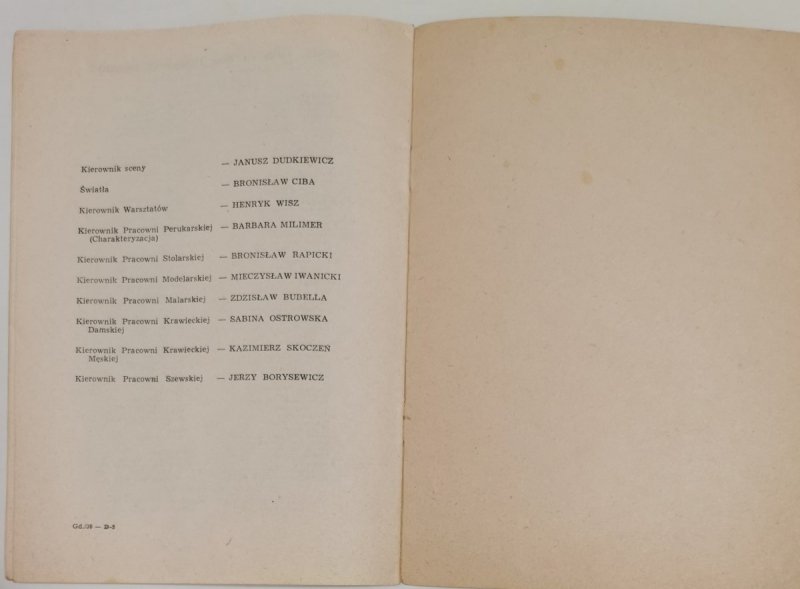 Kierownik sceny — JANUSZ DUDKIEWICZ
Światła — BRONISŁAW CIBA
Kierownik Warsztatów — HENRYK WISZ
Kierownik Pracowni Perukarskiej — BARBARA MILIMER
(Charakteryzacja)
Kierownik Pracowni Stolarskiej — BRONISŁAW RAPICKI
Kierownik Pracowni Modelarskiej — MIECZYSŁAW IWANICKI
Kierownik Pracowni Malarskiej — ZDZISŁAW BUBELLA
Kierownik Pracowni Krawieckiej — SABINA OSTROWSKA
Damskiej
Kierownik Pracowni Krawieckiej — KAZIMIERZ SKOCZEŃ
Męskiej
Kierownik Pracowni Szewskiej — JERZY BORYSEWICZ